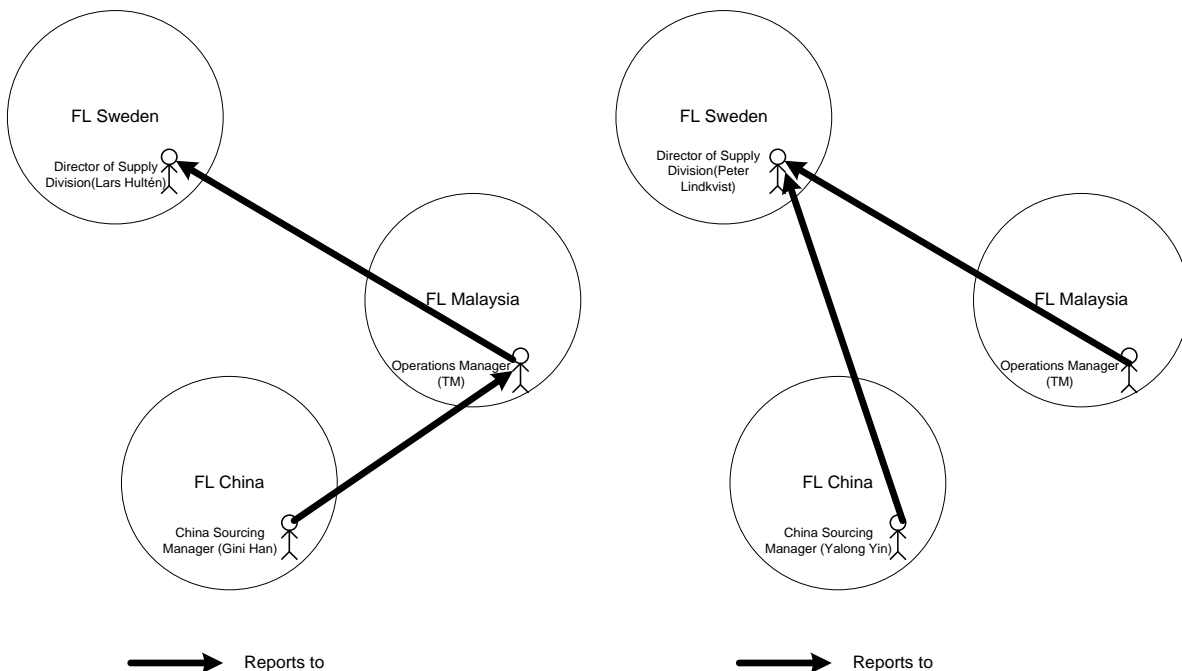 FL Sweden
Director of Supply
Division(Lars Hultén)
FL Malaysia
Operations Manager
(TM)
FL China
China Sourcing
Manager (Gini Han)
Reports to
FL Sweden
Director of Supply
Division(Peter
Lindkvist)
FL Malaysia
Operations Manager
(TM)
FL China
China Sourcing
Manager (Yalong Yin)
Reports to